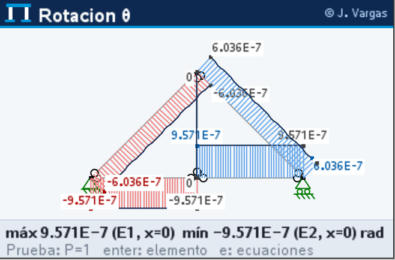 Rotacion θ
© J. Vargas
6.036E-7
0
-6.036E-7
9.571E-7
9.571E-7
6.036E-7
-6.036E-7
0
-9.571E-7
-9.571E-7
máx 9.571E-7 (E1, x=0) mín -9.571E-7 (E2, x=0) rad
Prueba: P=1 enter: elemento e: ecuaciones